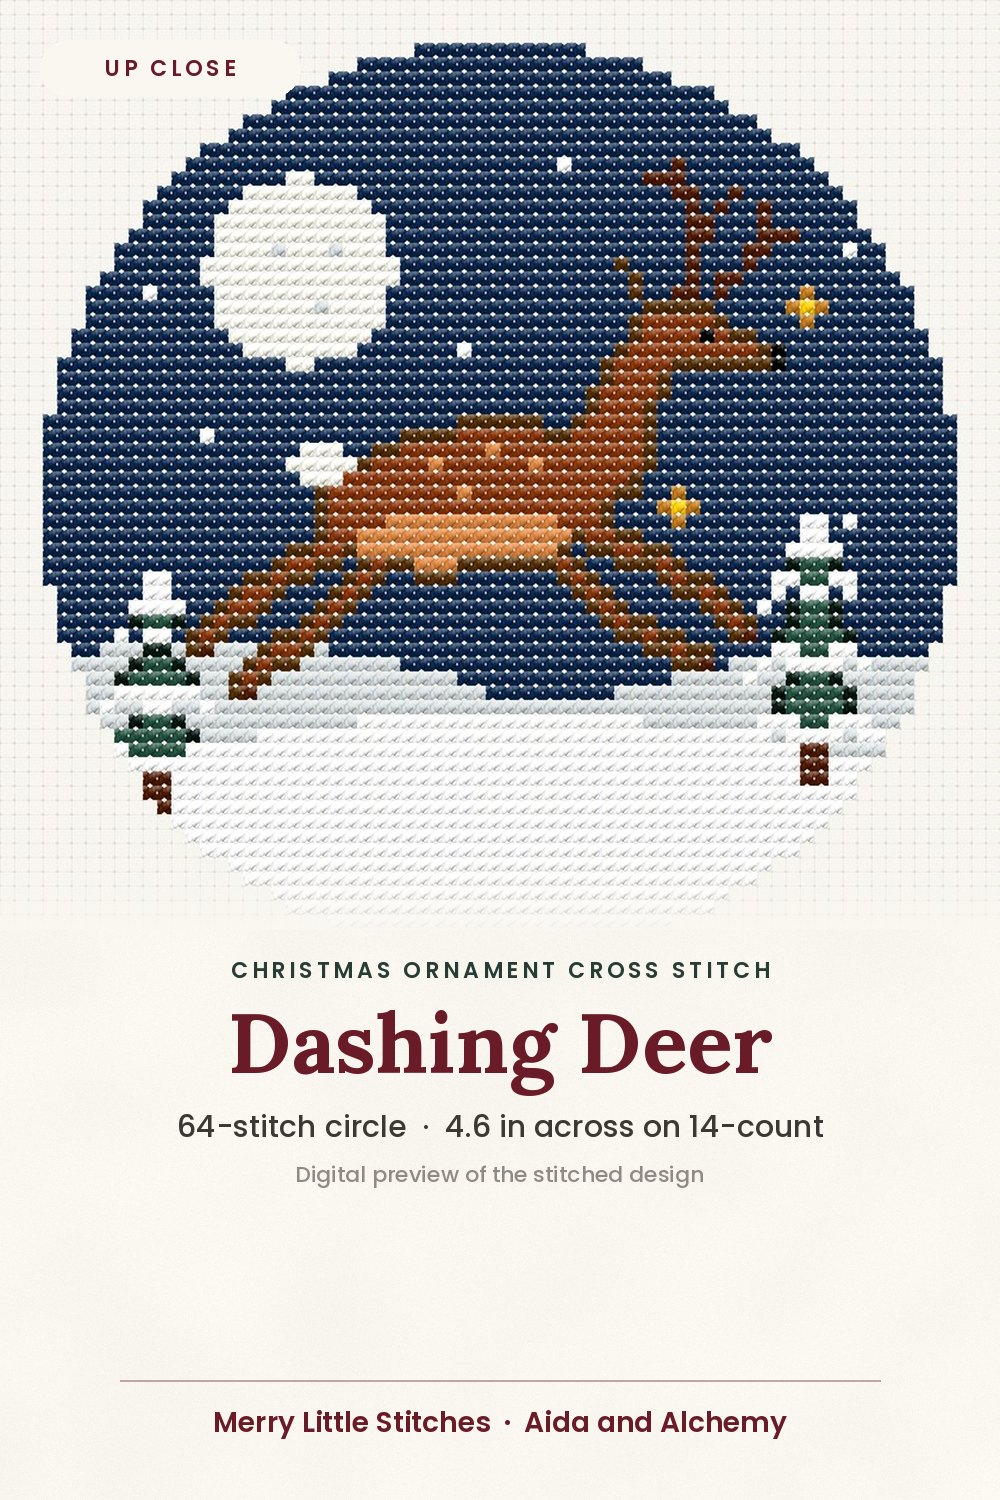 UP CLOSE
CHRISTMAS ORNAMENT CROSS STITCH
Dashing Deer
64-stitch circle · 4.6 in across on 14-count
Digital preview of the stitched design
Merry Little Stitches · Aida and Alchemy